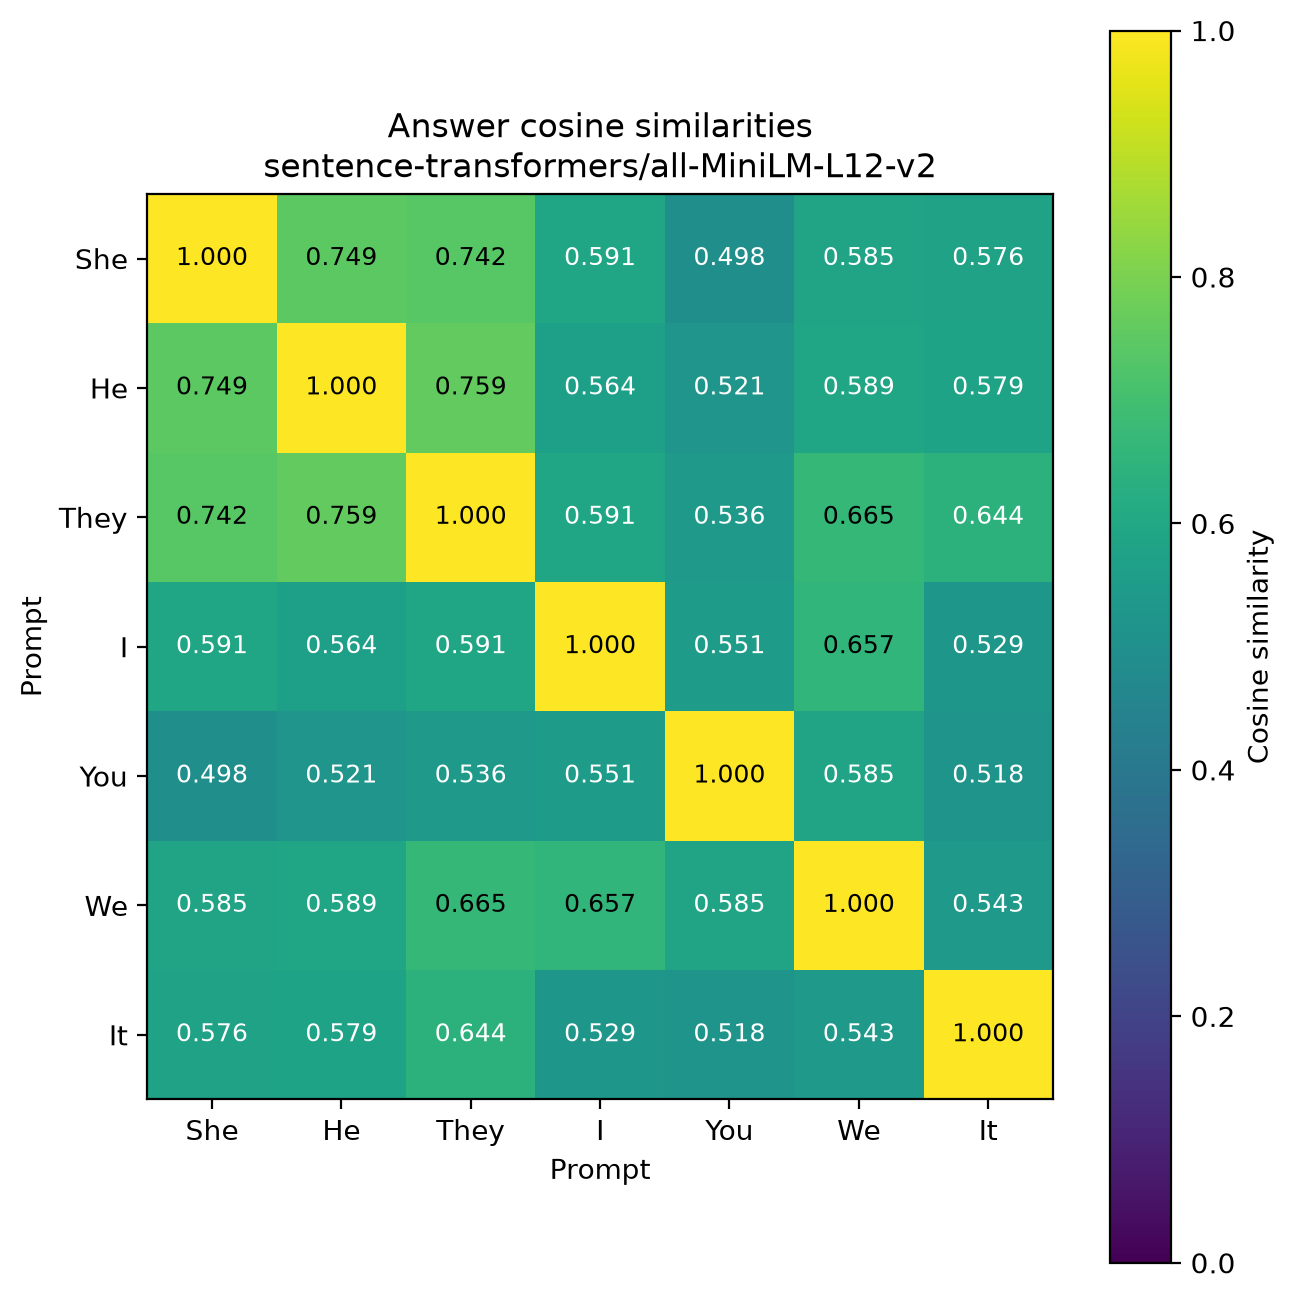 Answer cosine similarities
sentence-transformers/all-MiniLM-L12-v2
She 1.000 0.749 0.742 0.591 0.498 0.585 0.576
He 0.749 1.000 0.759 0.564 0.521 0.589 0.579
They 0.742 0.759 1.000 0.591 0.536 0.665 0.644
I 0.591 0.564 0.591 1.000 0.551 0.657 0.529
You 0.498 0.521 0.536 0.551 1.000 0.585 0.518
We 0.585 0.589 0.665 0.657 0.585 1.000 0.543
It 0.576 0.579 0.644 0.529 0.518 0.543 1.000
She He They I You We It
Prompt
Prompt
1.0
0.8
0.6
0.4
0.2
0.0
Cosine similarity